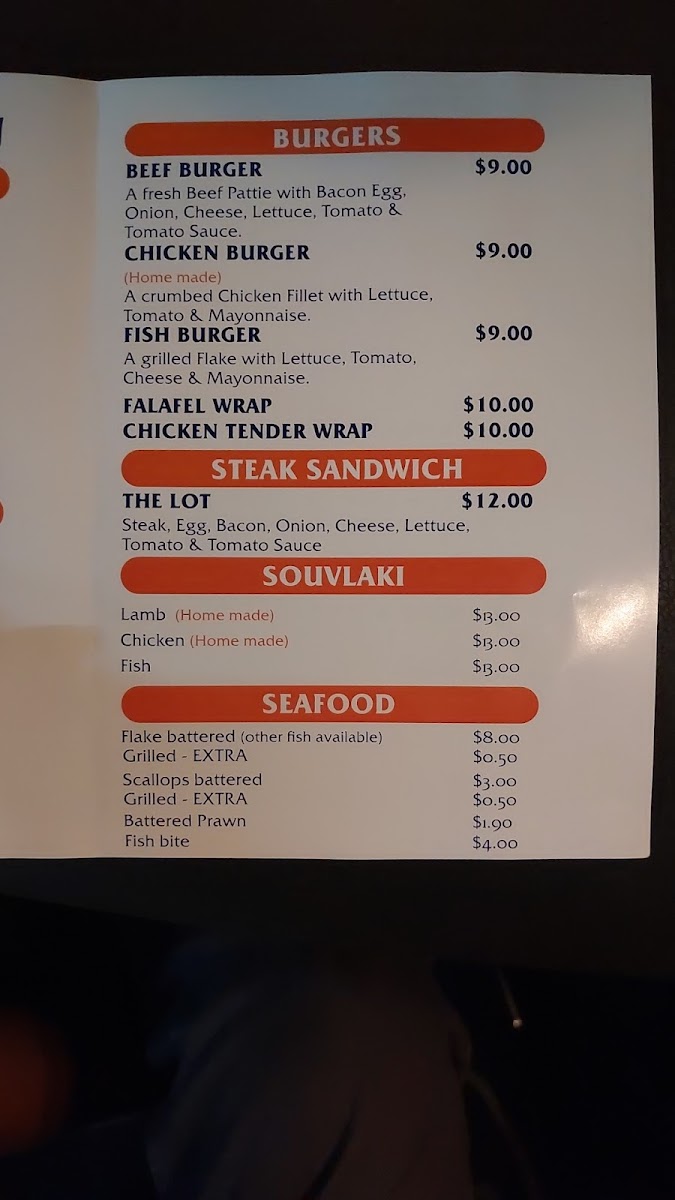 BURGERS
BEEF BURGER $9.00
A fresh Beef Pattie with Bacon Egg,
Onion, Cheese, Lettuce, Tomato &
Tomato Sauce.
CHICKEN BURGER $9.00
(Home made)
A crumbed Chicken Fillet with Lettuce,
Tomato & Mayonnaise.
FISH BURGER $9.00
A grilled Flake with Lettuce, Tomato,
Cheese & Mayonnaise.
FALAFEL WRAP $10.00
CHICKEN TENDER WRAP $10.00
STEAK SANDWICH
THE LOT $12.00
Steak, Egg, Bacon, Onion, Cheese, Lettuce,
Tomato & Tomato Sauce
SOUVLAKI
Lamb (Home made) $13.00
Chicken (Home made) $13.00
Fish $13.00
SEAFOOD
Flake battered (other fish available) $8.00
Grilled - EXTRA $0.50
Scallops battered $3.00
Grilled - EXTRA $0.50
Battered Prawn $1.90
Fish bite $4.00